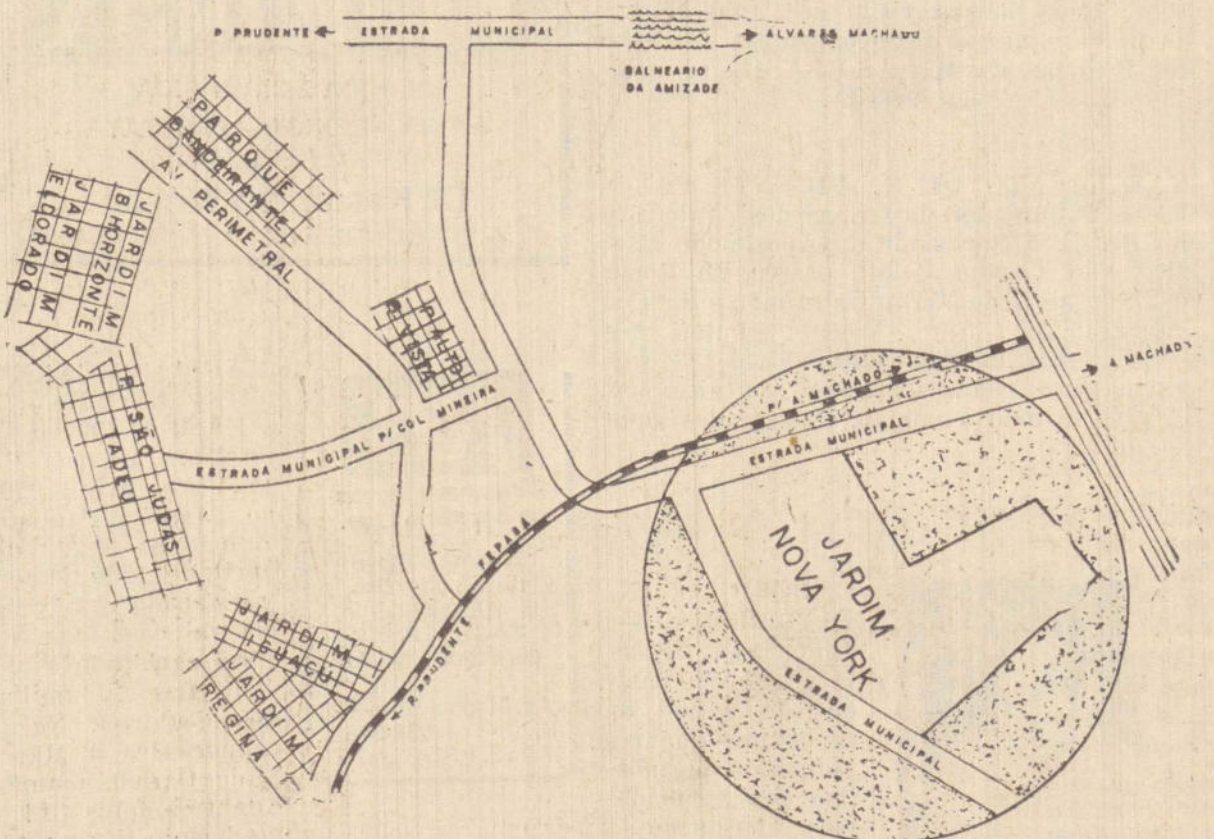 P PRUDENTE
ESTRADA MUNICIPAL
ALVARES MACHADO
BALNEARIO
DA AMIZADE
PARQUE
BANDEIRANTE
AV PERIMETRAL
JARDIM
B HORIZONTE
JARDIM
ELDORADO
P. ALTO
B. VISTA
A MACHADO
P/ A MACHADO
ESTRADA MUNICIPAL
ESTRADA MUNICIPAL P/ COL MINEIRA
P. SÃO JUDAS
TADEU
FEPASA
P. PRUDENTE
JARDIM
NOVA YORK
ESTRADA MUNICIPAL
JARDIM
IGUAÇU
JARDIM
REGINA